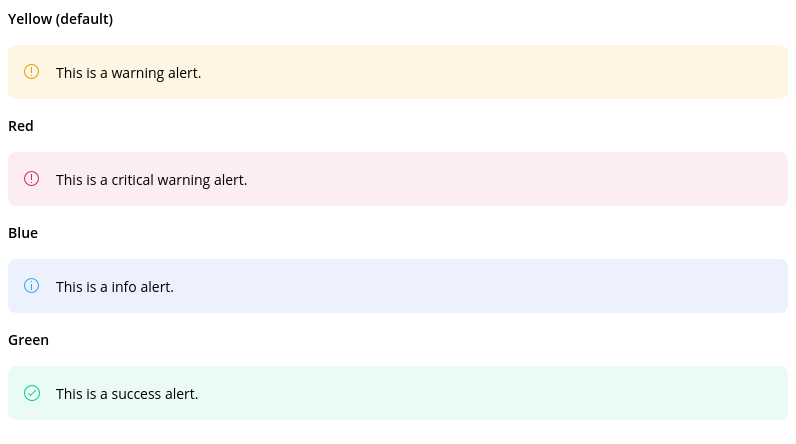 Yellow (default)
This is a warning alert.
Red
This is a critical warning alert.
Blue
This is a info alert.
Green
This is a success alert.